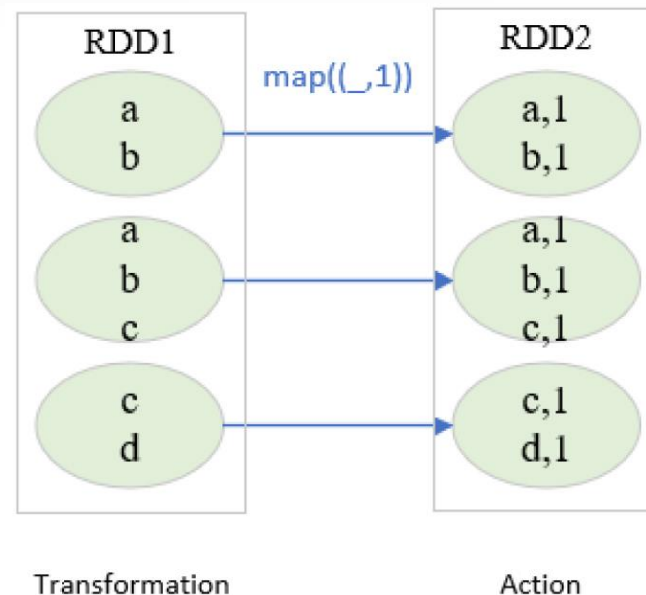 RDD1
a
b
a
b
c
c
d
map((_,1))
RDD2
a,1
b,1
a,1
b,1
c,1
c,1
d,1
Transformation
Action